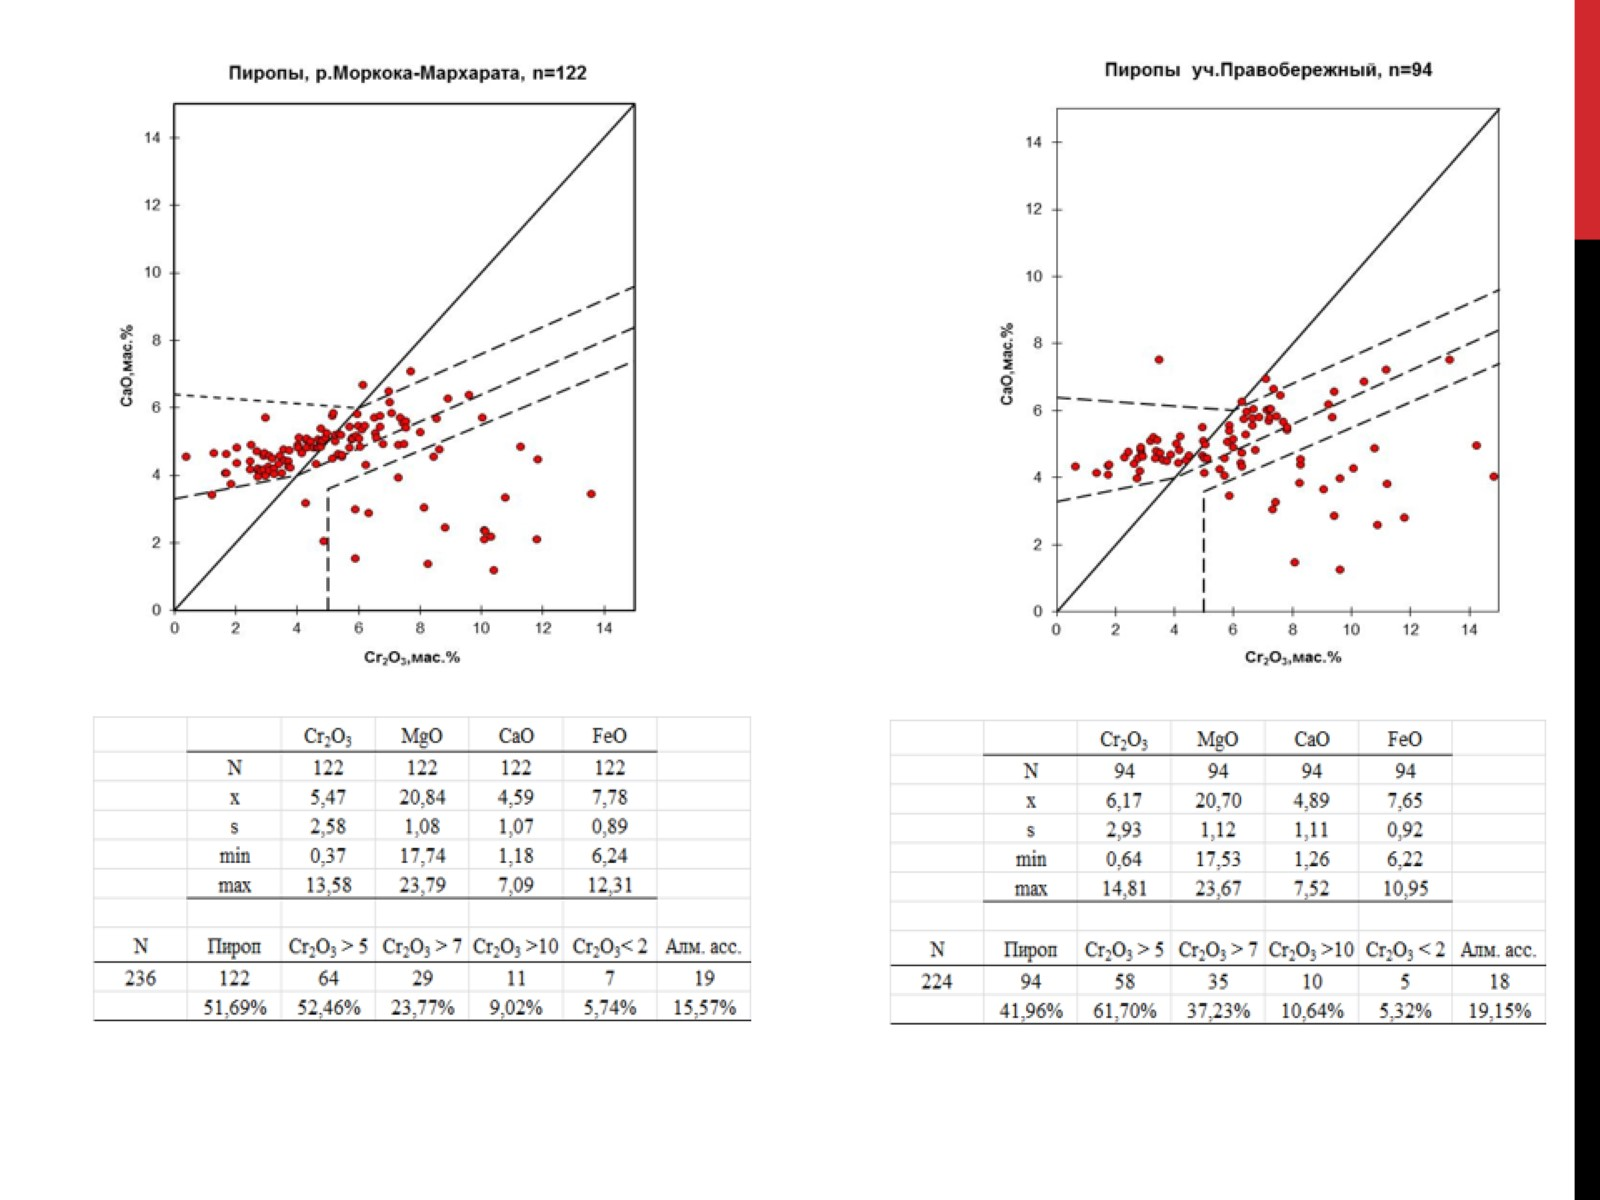 Пиропы, р.Моркока-Мархарата, n=122
14
12
10
8
6
4
2
0
CaO,мас.%
0 2 4 6 8 10 12 14
Cr₂O₃,мас.%
Пиропы уч.Правобережный, n=94
14
12
10
8
6
4
2
0
CaO,мас.%
0 2 4 6 8 10 12 14
Cr₂O₃,мас.%
Cr₂O₃ MgO CaO FeO
N 122 122 122 122
x 5,47 20,84 4,59 7,78
s 2,58 1,08 1,07 0,89
min 0,37 17,74 1,18 6,24
max 13,58 23,79 7,09 12,31
N Пироп Cr₂O₃ > 5 Cr₂O₃ > 7 Cr₂O₃ >10 Cr₂O₃< 2 Алм. асс.
236 122 64 29 11 7 19
51,69% 52,46% 23,77% 9,02% 5,74% 15,57%
Cr₂O₃ MgO CaO FeO
N 94 94 94 94
x 6,17 20,70 4,89 7,65
s 2,93 1,12 1,11 0,92
min 0,64 17,53 1,26 6,22
max 14,81 23,67 7,52 10,95
N Пироп Cr₂O₃ > 5 Cr₂O₃ > 7 Cr₂O₃ >10 Cr₂O₃ < 2 Алм. асс.
224 94 58 35 10 5 18
41,96% 61,70% 37,23% 10,64% 5,32% 19,15%